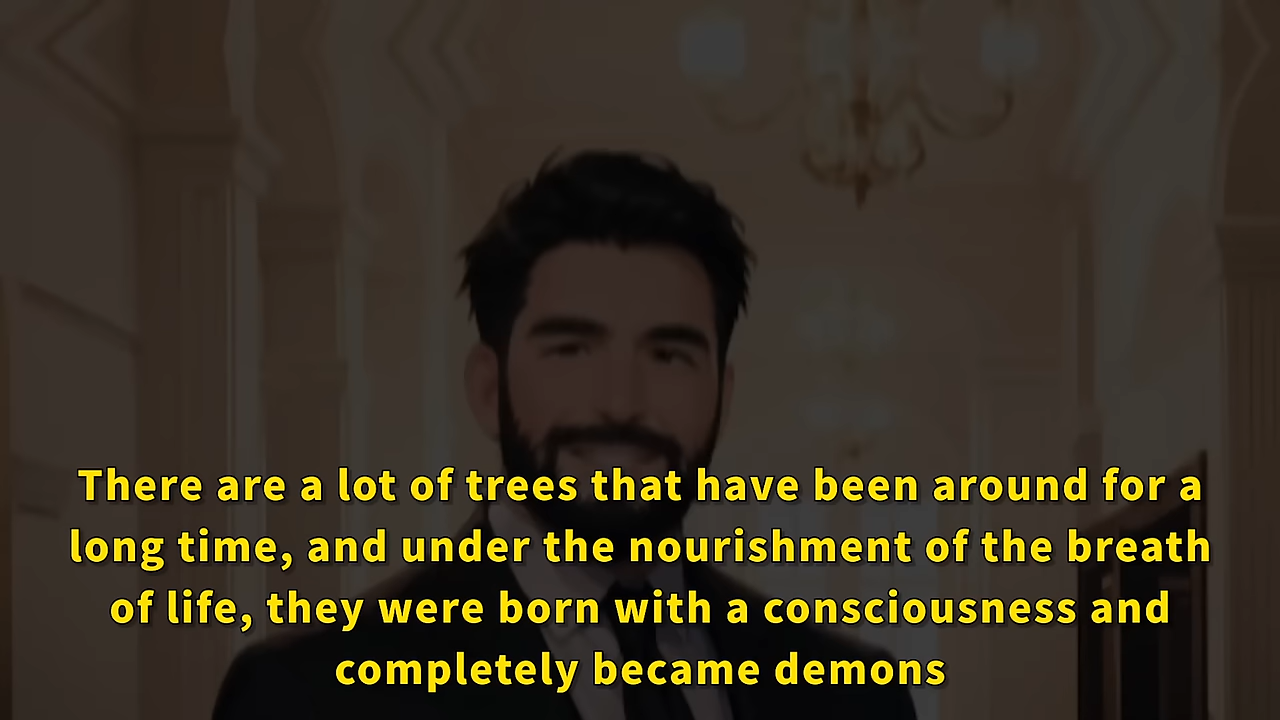 There are a lot of trees that have been around for a
long time, and under the nourishment of the breath
of life, they were born with a consciousness and
completely became demons